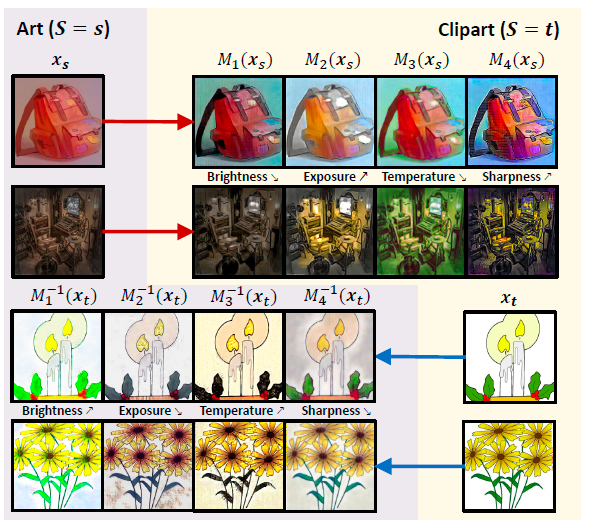 Art (S = s)
Clipart (S = t)
x_s
M_1(x_s) M_2(x_s) M_3(x_s) M_4(x_s)
Brightness↘ Exposure↗ Temperature↘ Sharpness↗
M_1^{-1}(x_t) M_2^{-1}(x_t) M_3^{-1}(x_t) M_4^{-1}(x_t)
x_t
Brightness↗ Exposure↘ Temperature↗ Sharpness↘